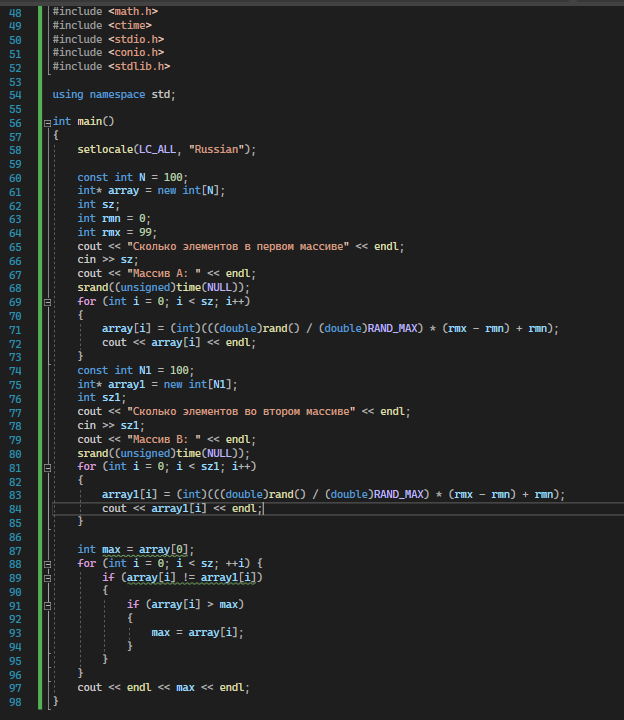 48 #include <math.h>
49 #include <ctime>
50 #include <stdio.h>
51 #include <conio.h>
52 #include <stdlib.h>
53
54 using namespace std;
55
56 int main()
57 {
58 setlocale(LC_ALL, "Russian");
59
60 const int N = 100;
61 int* array = new int[N];
62 int sz;
63 int rmn = 0;
64 int rmx = 99;
65 cout << "Сколько элементов в первом массиве" << endl;
66 cin >> sz;
67 cout << "Массив А: " << endl;
68 srand((unsigned)time(NULL));
69 for (int i = 0; i < sz; i++)
70 {
71 array[i] = (int)(((double)rand() / (double)RAND_MAX) * (rmx - rmn) + rmn);
72 cout << array[i] << endl;
73 }
74 const int N1 = 100;
75 int* array1 = new int[N1];
76 int sz1;
77 cout << "Сколько элементов во втором массиве" << endl;
78 cin >> sz1;
79 cout << "Массив В: " << endl;
80 srand((unsigned)time(NULL));
81 for (int i = 0; i < sz1; i++)
82 {
83 array1[i] = (int)(((double)rand() / (double)RAND_MAX) * (rmx - rmn) + rmn);
84 cout << array1[i] << endl;
85 }
86
87 int max = array[0];
88 for (int i = 0; i < sz; ++i) {
89 if (array[i] != array1[i])
90 {
91 if (array[i] > max)
92 {
93 max = array[i];
94 }
95 }
96 }
97 cout << endl << max << endl;
98 }